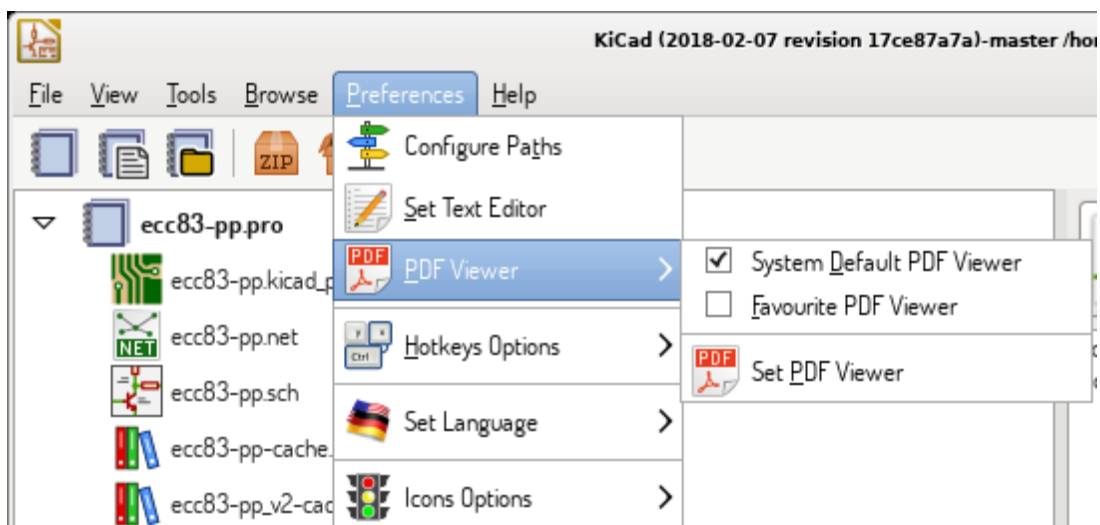 KiCad (2018-02-07 revision 17ce87a7a)-master /ho
File View Tools Browse Preferences Help
ZIP
Configure Paths
Set Text Editor
ecc83-pp.pro
PDF
PDF Viewer
System Default PDF Viewer
ecc83-pp.kicad_p
Favourite PDF Viewer
NET
ecc83-pp.net
Ctrl
Hotkeys Options
PDF
Set PDF Viewer
ecc83-pp.sch
Set Language
ecc83-pp-cache.
Icons Options
ecc83-pp_v2-cac